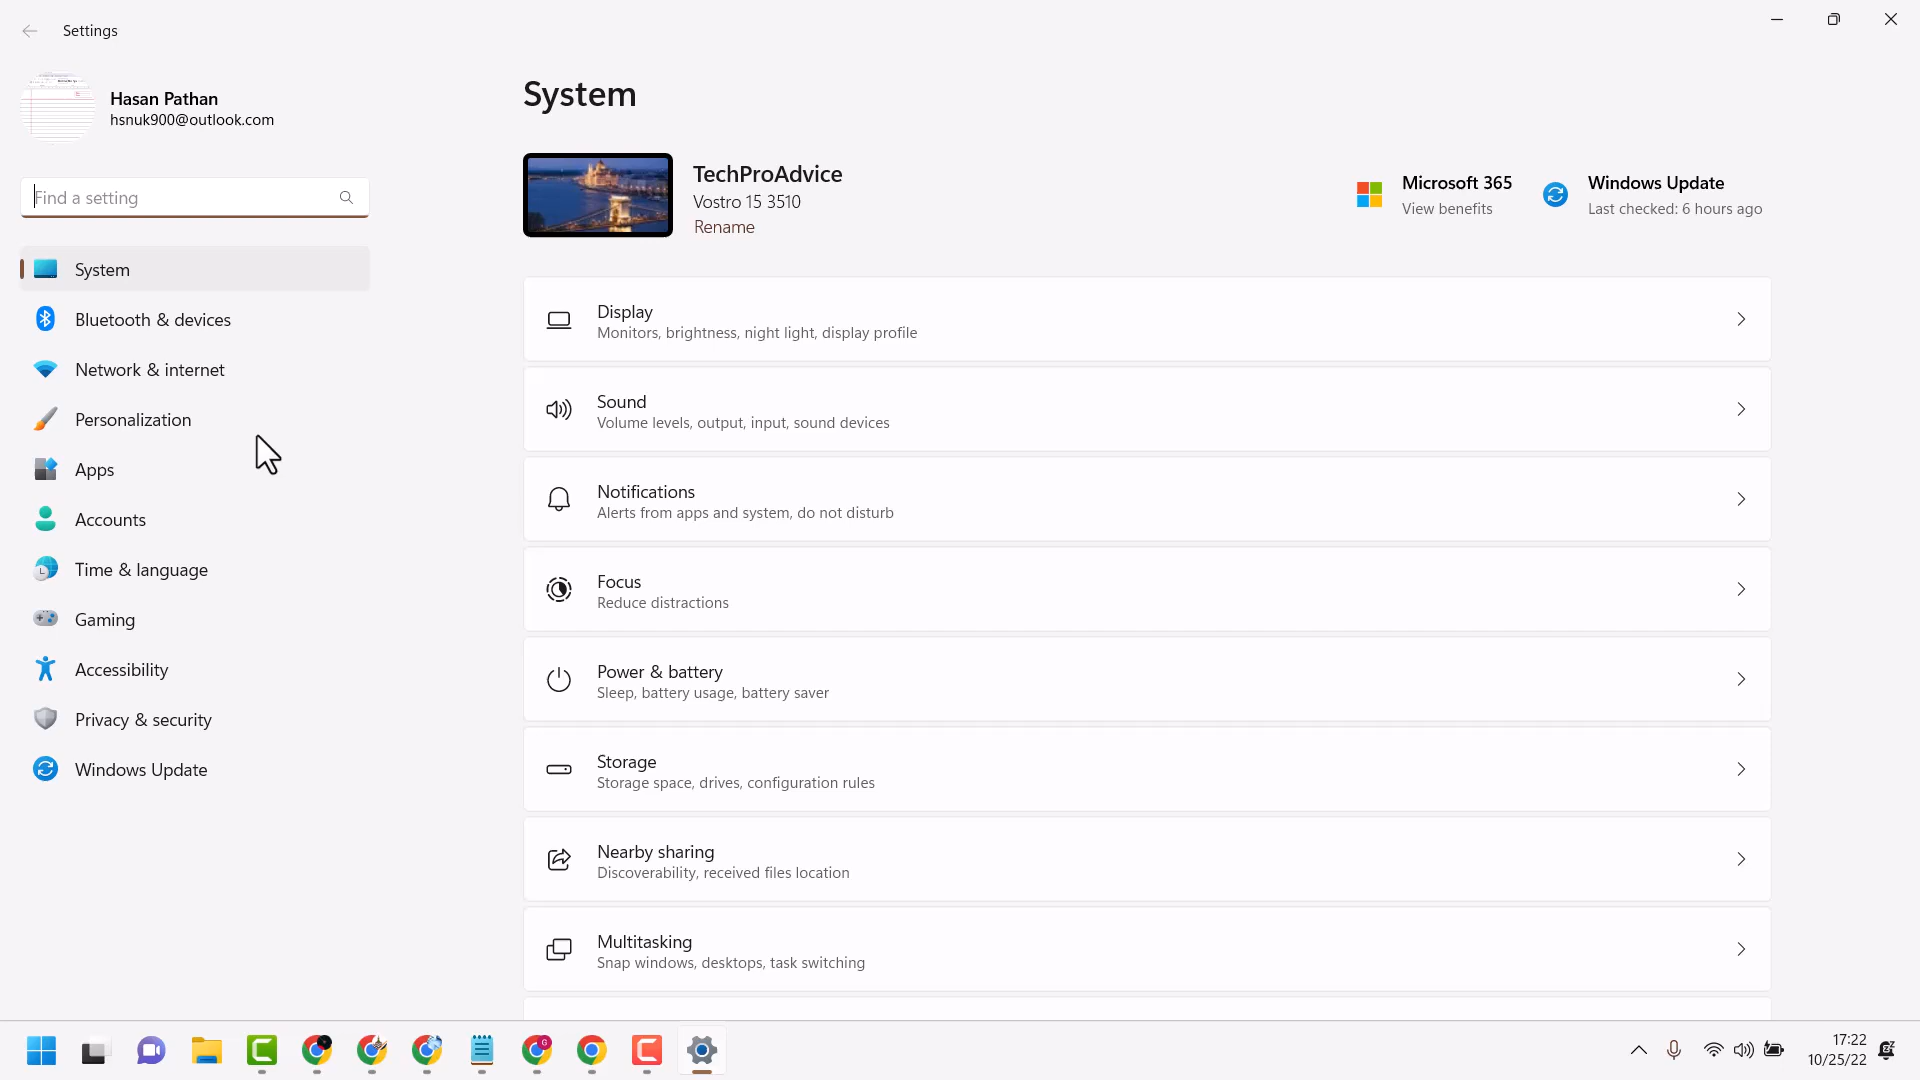 Settings
Hasan Pathan
hsnuk900@outlook.com
Find a setting
System
Bluetooth & devices
Network & internet
Personalization
Apps
Accounts
Time & language
Gaming
Accessibility
Privacy & security
Windows Update
System
TechProAdvice
Vostro 15 3510
Rename
Microsoft 365
View benefits
Windows Update
Last checked: 6 hours ago
Display
Monitors, brightness, night light, display profile
Sound
Volume levels, output, input, sound devices
Notifications
Alerts from apps and system, do not disturb
Focus
Reduce distractions
Power & battery
Sleep, battery usage, battery saver
Storage
Storage space, drives, configuration rules
Nearby sharing
Discoverability, received files location
Multitasking
Snap windows, desktops, task switching
17:22
10/25/22